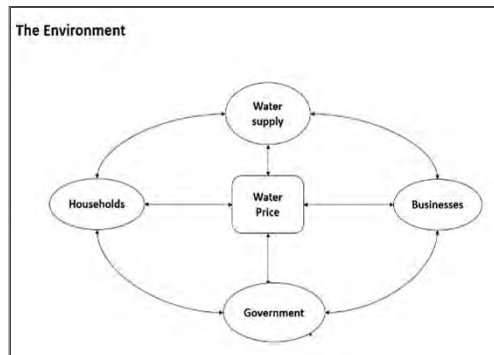 The Environment
Water
supply
Households
Water
Price
Businesses
Government